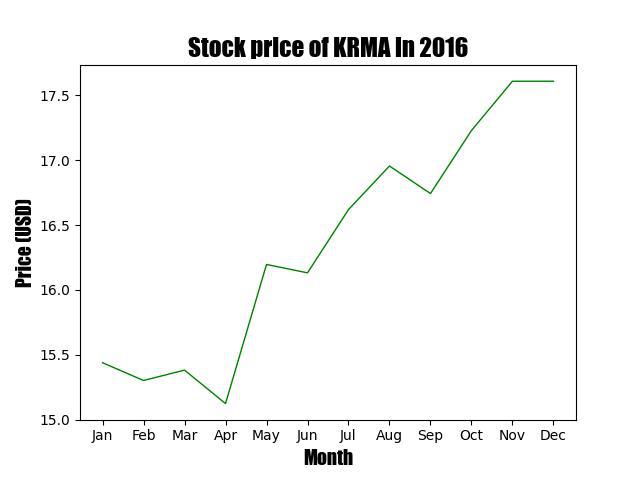 Stock price of KRMA in 2016
Price (USD)
17.5
17.0
16.5
16.0
15.5
15.0
Jan Feb Mar Apr May Jun Jul Aug Sep Oct Nov Dec
Month